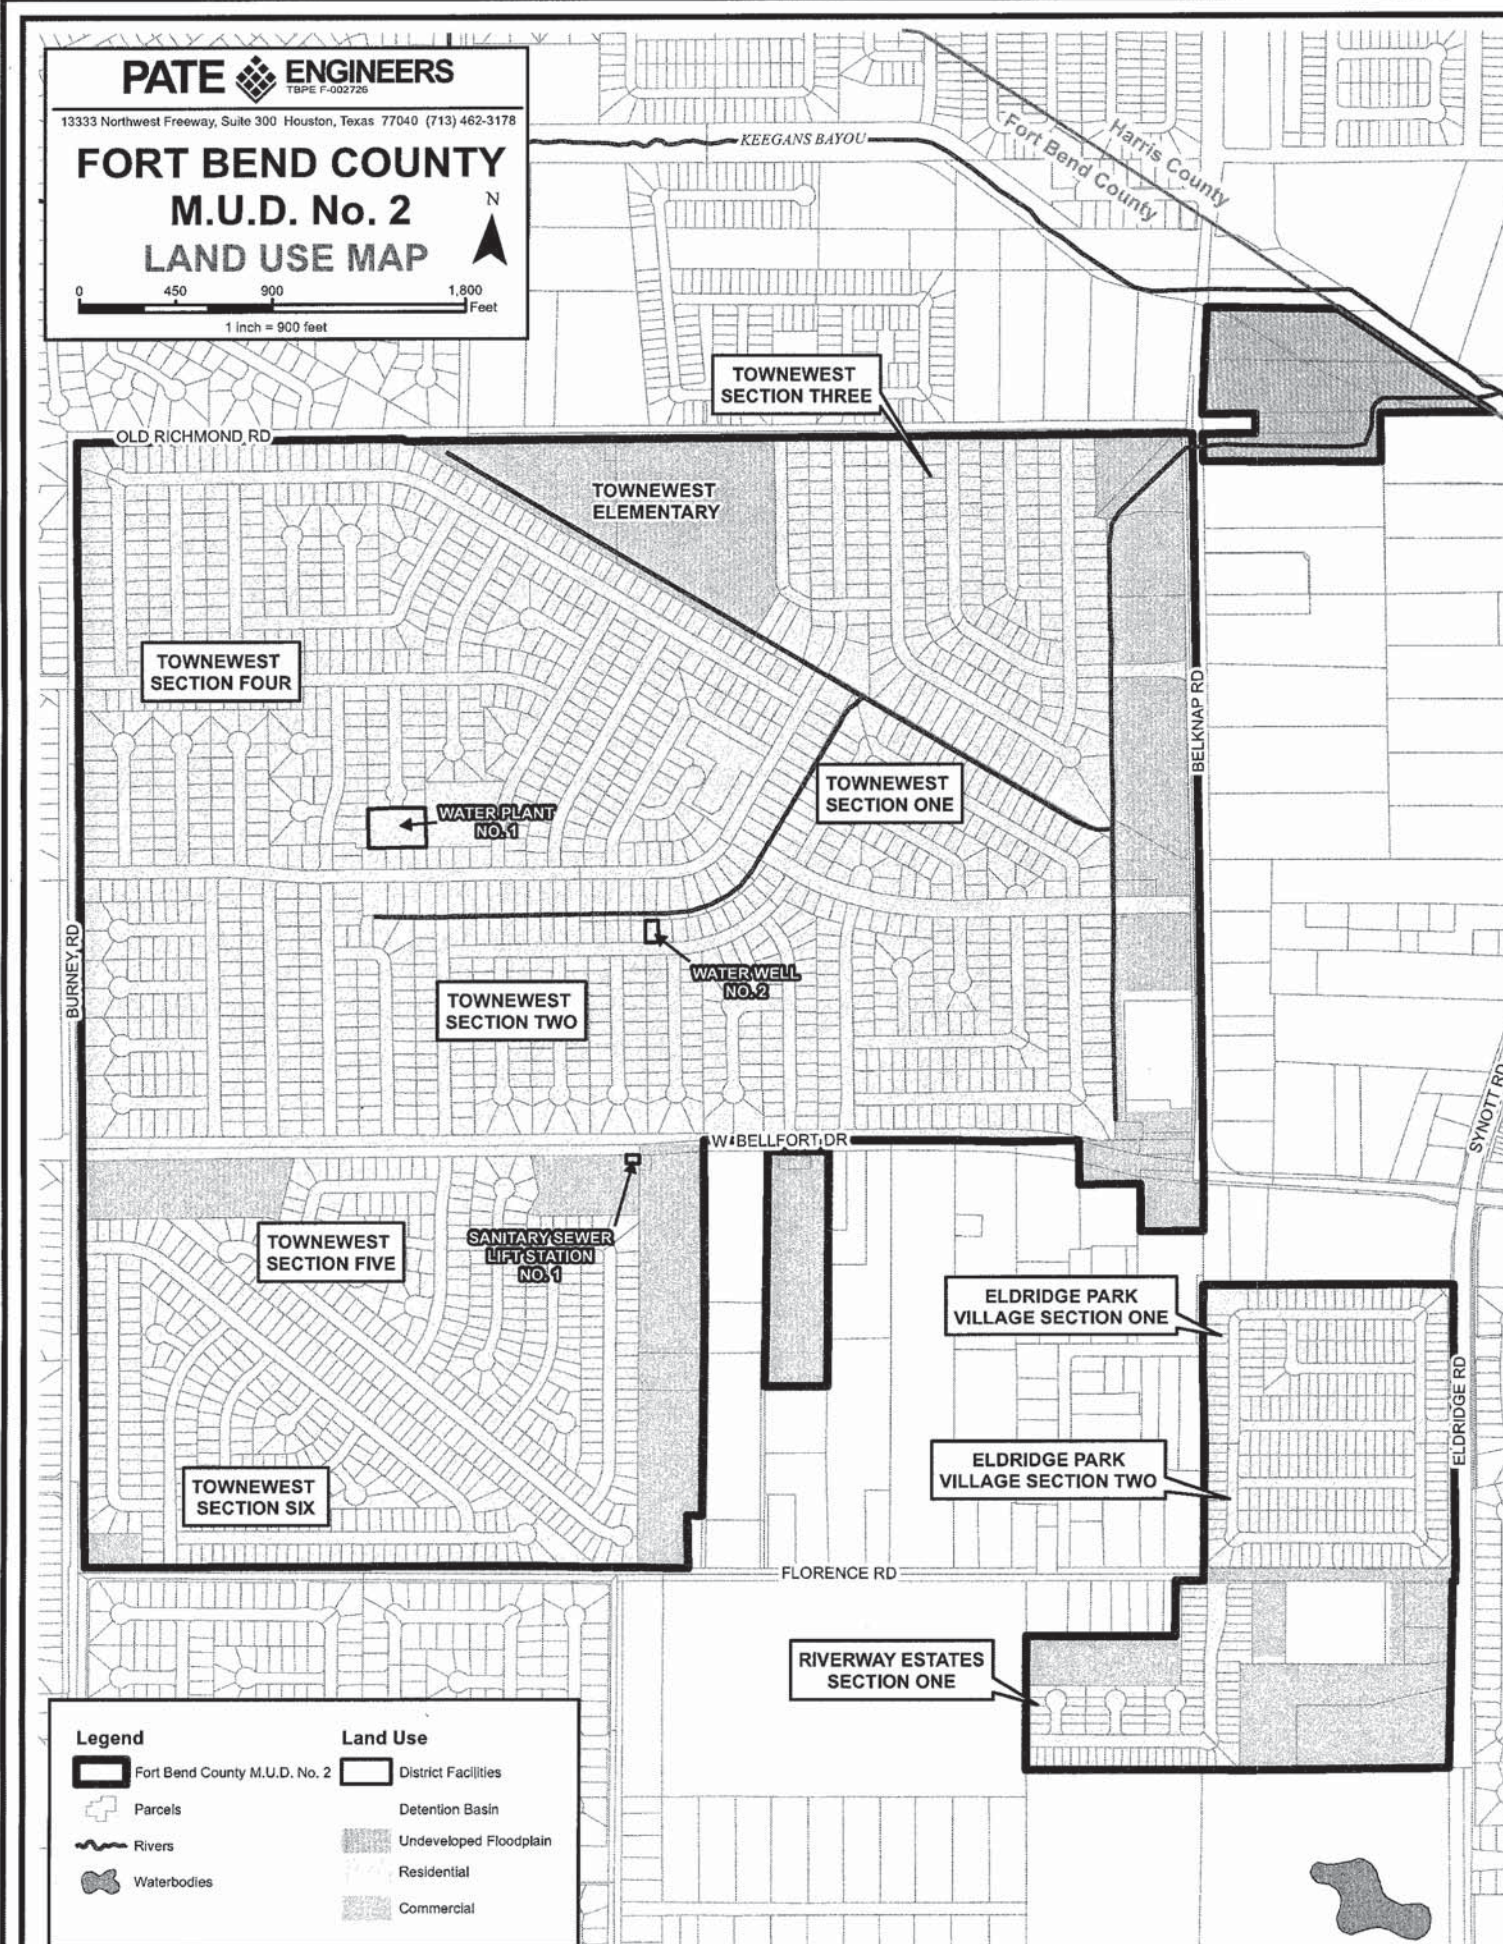 PATE ENGINEERS
TBPE F-002726
13333 Northwest Freeway, Suite 300 Houston, Texas 77040 (713) 462-3178
FORT BEND COUNTY
M.U.D. No. 2
LAND USE MAP
N
0 450 900 1,800
Feet
1 inch = 900 feet
KEEGANS BAYOU
Harris County
Fort Bend County
TOWNEWEST
SECTION THREE
OLD RICHMOND RD
TOWNEWEST
ELEMENTARY
TOWNEWEST
SECTION FOUR
BELKNAP RD
TOWNEWEST
SECTION ONE
WATER PLANT
NO. 1
BURNEY RD
WATER WELL
NO. 2
TOWNEWEST
SECTION TWO
SYNOTT RD
W BELLFORT DR
TOWNEWEST
SECTION FIVE
SANITARY SEWER
LIFT STATION
NO. 1
ELDRIDGE PARK
VILLAGE SECTION ONE
ELDRIDGE RD
ELDRIDGE PARK
VILLAGE SECTION TWO
TOWNEWEST
SECTION SIX
FLORENCE RD
RIVERWAY ESTATES
SECTION ONE
Legend
Fort Bend County M.U.D. No. 2
Parcels
Rivers
Waterbodies
Land Use
District Facilities
Detention Basin
Undeveloped Floodplain
Residential
Commercial